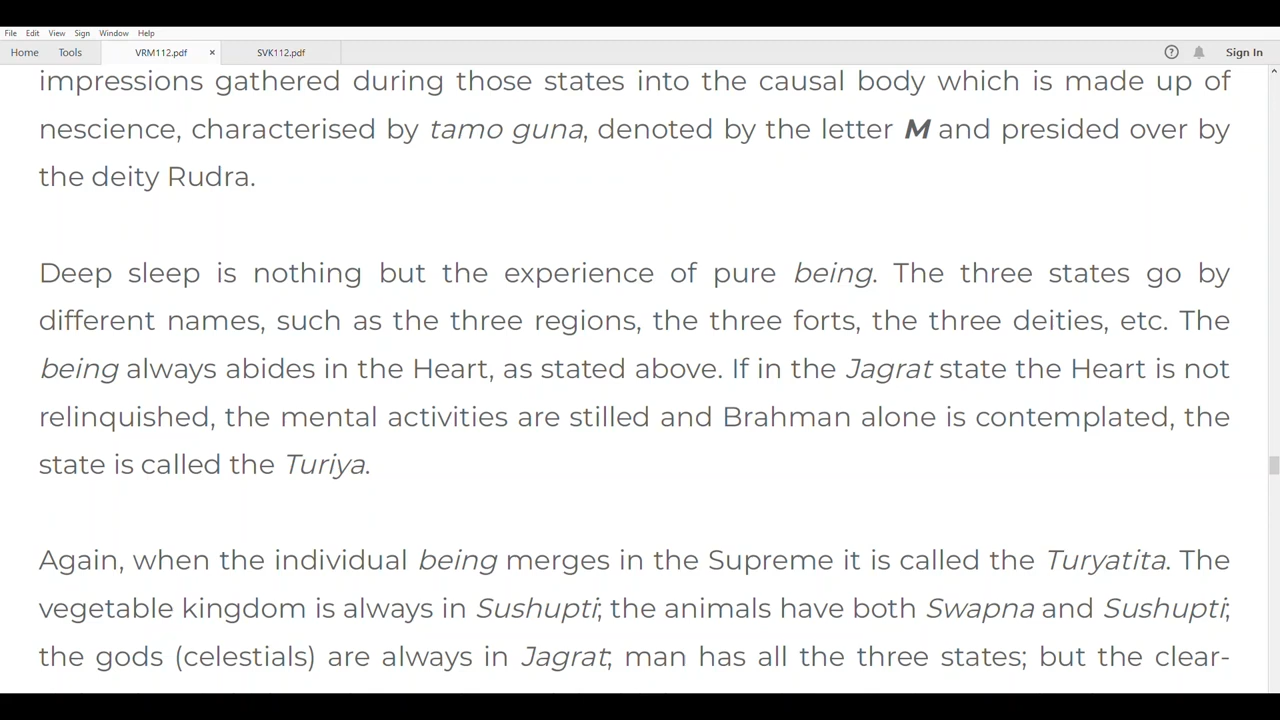 File Edit View Sign Window Help
Home Tools VRM112.pdf × SVK112.pdf ? Sign In
impressions gathered during those states into the causal body which is made up of
nescience, characterised by tamo guna, denoted by the letter M and presided over by
the deity Rudra.
Deep sleep is nothing but the experience of pure being. The three states go by
different names, such as the three regions, the three forts, the three deities, etc. The
being always abides in the Heart, as stated above. If in the Jagrat state the Heart is not
relinquished, the mental activities are stilled and Brahman alone is contemplated, the
state is called the Turiya.
Again, when the individual being merges in the Supreme it is called the Turyatita. The
vegetable kingdom is always in Sushupti; the animals have both Swapna and Sushupti;
the gods (celestials) are always in Jagrat; man has all the three states; but the clear-